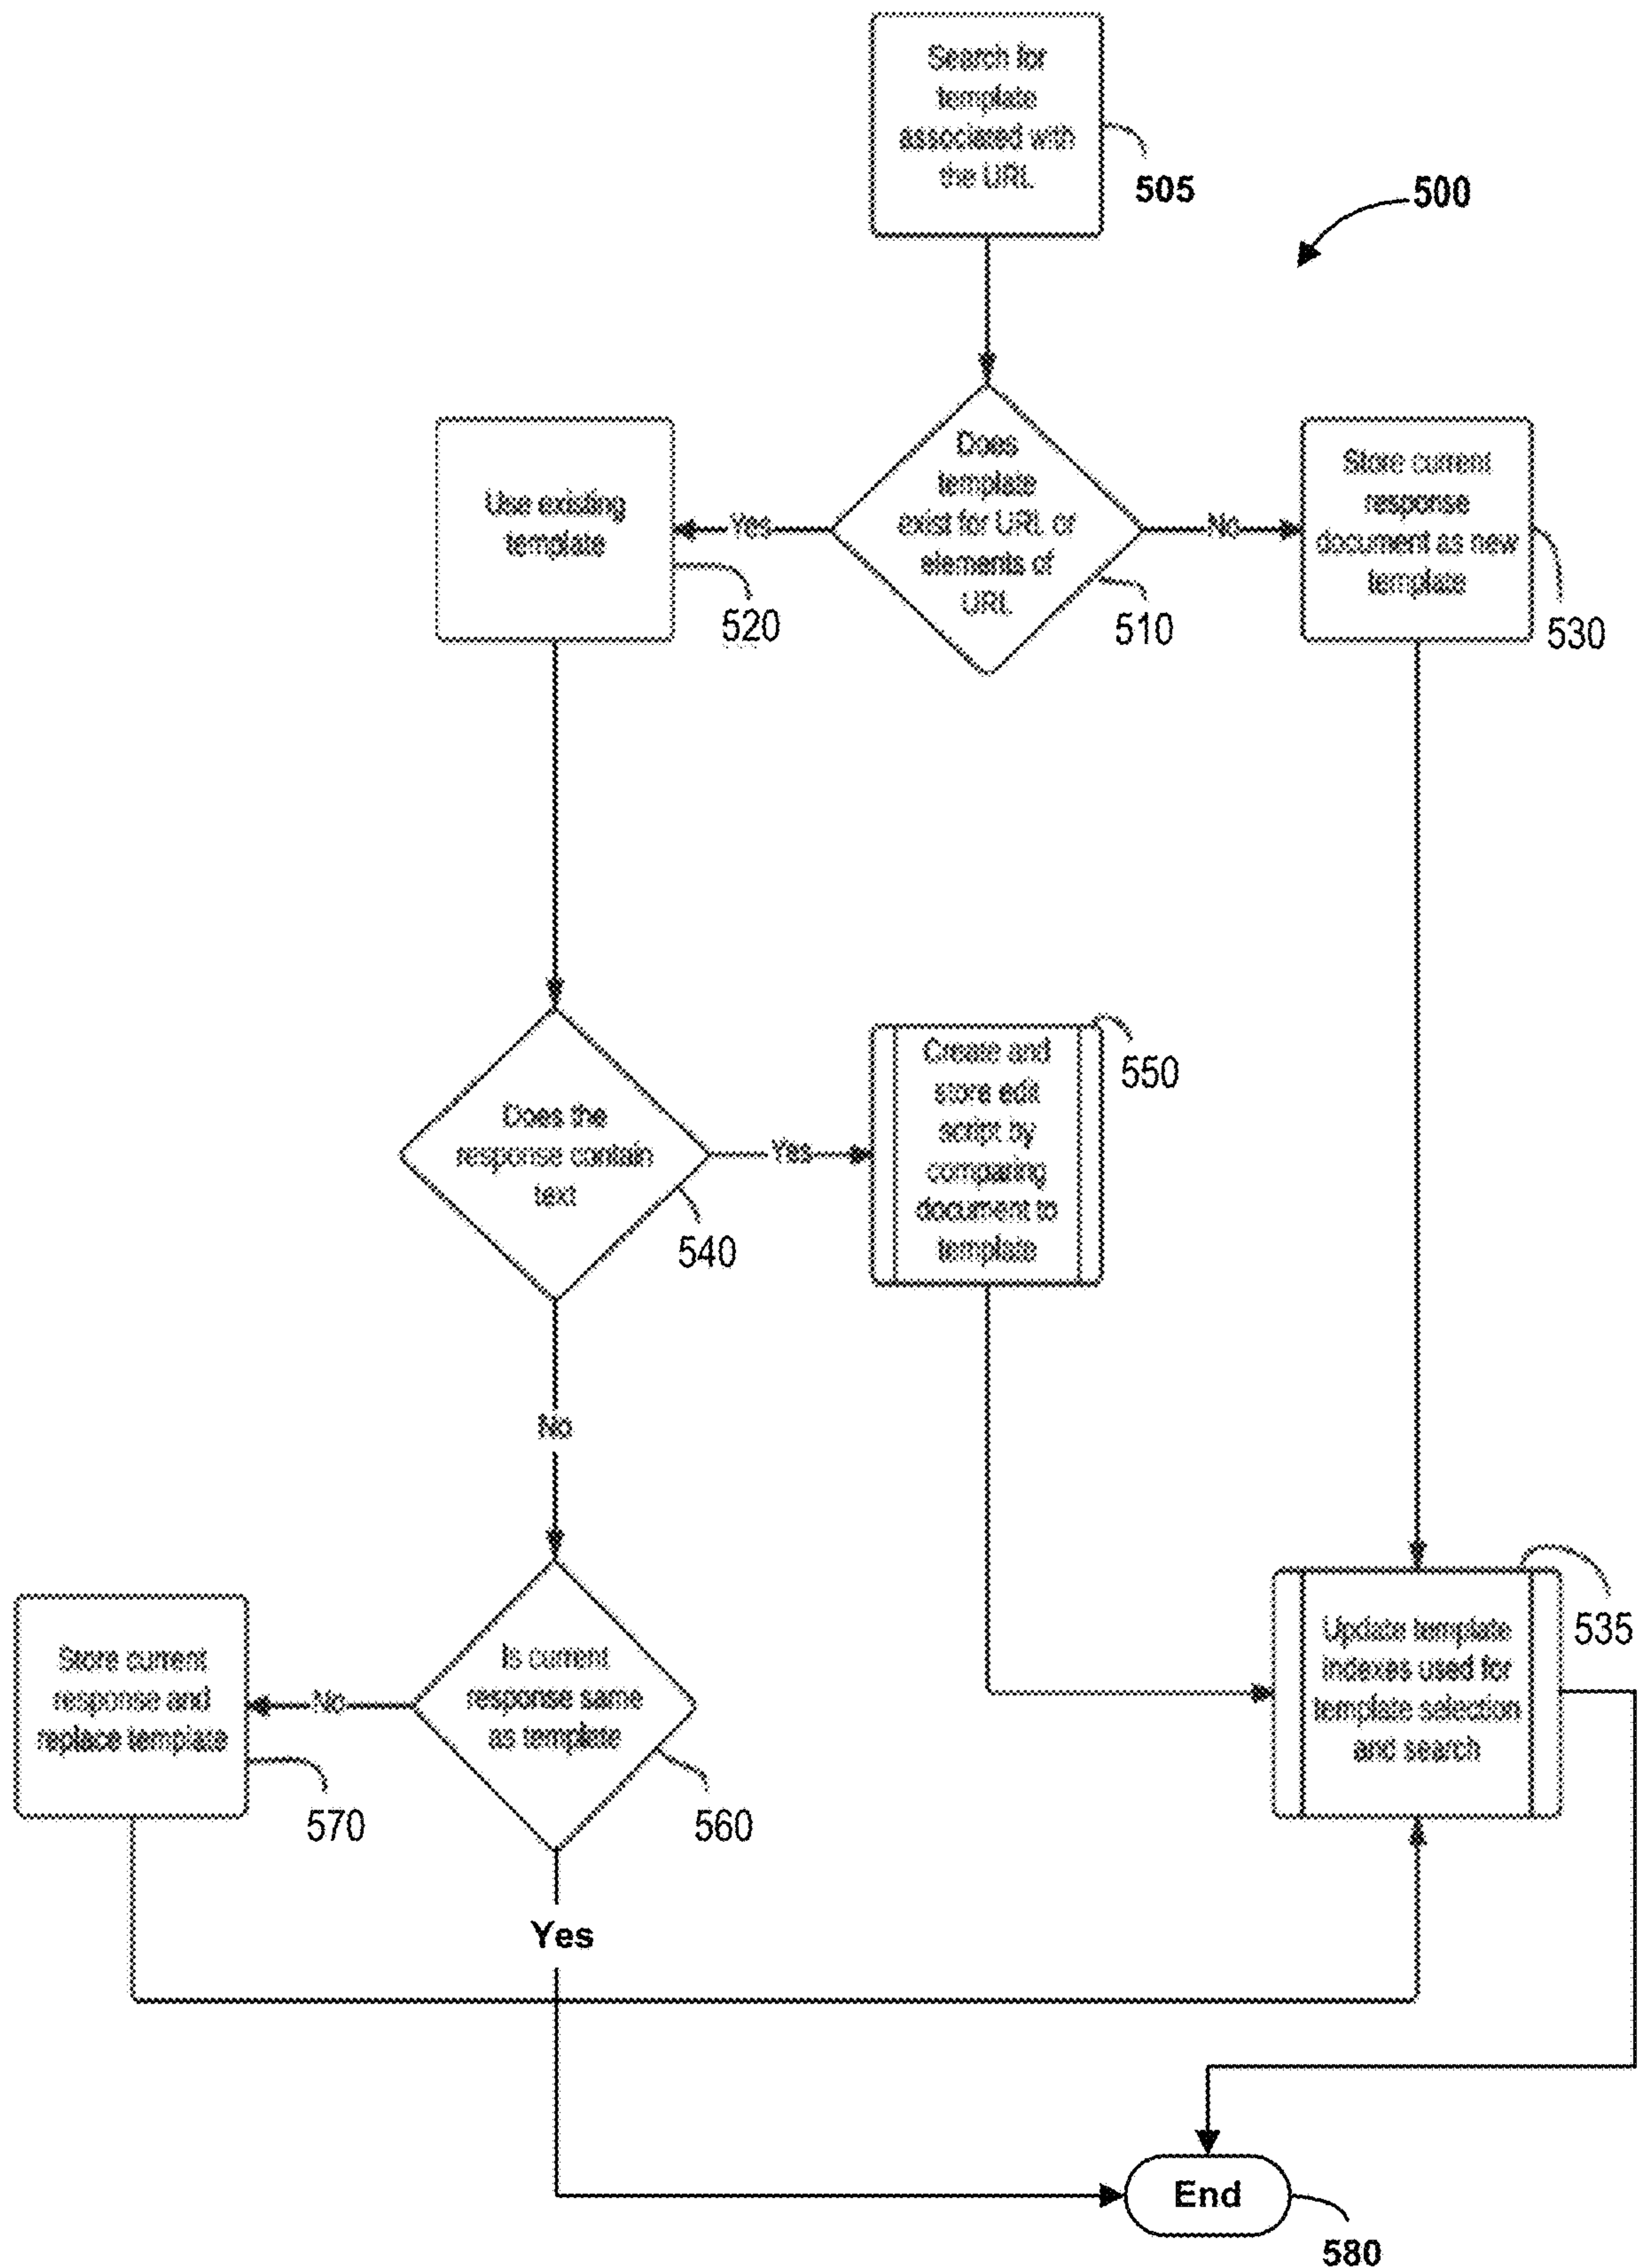 Search for
template
associated with
the URL
505
500
Does
template
exist for URL or
elements of
URL
510
Yes
No
Use existing
template
520
Store current
response
document as new
template
530
Does the
response contain
text
540
Yes
No
Create and
store edit
script by
comparing
document to
template
550
Is current
response same
as template
560
No
Yes
Store current
response and
replace template
570
Update template
indexes used for
template selection
and search
535
End
580